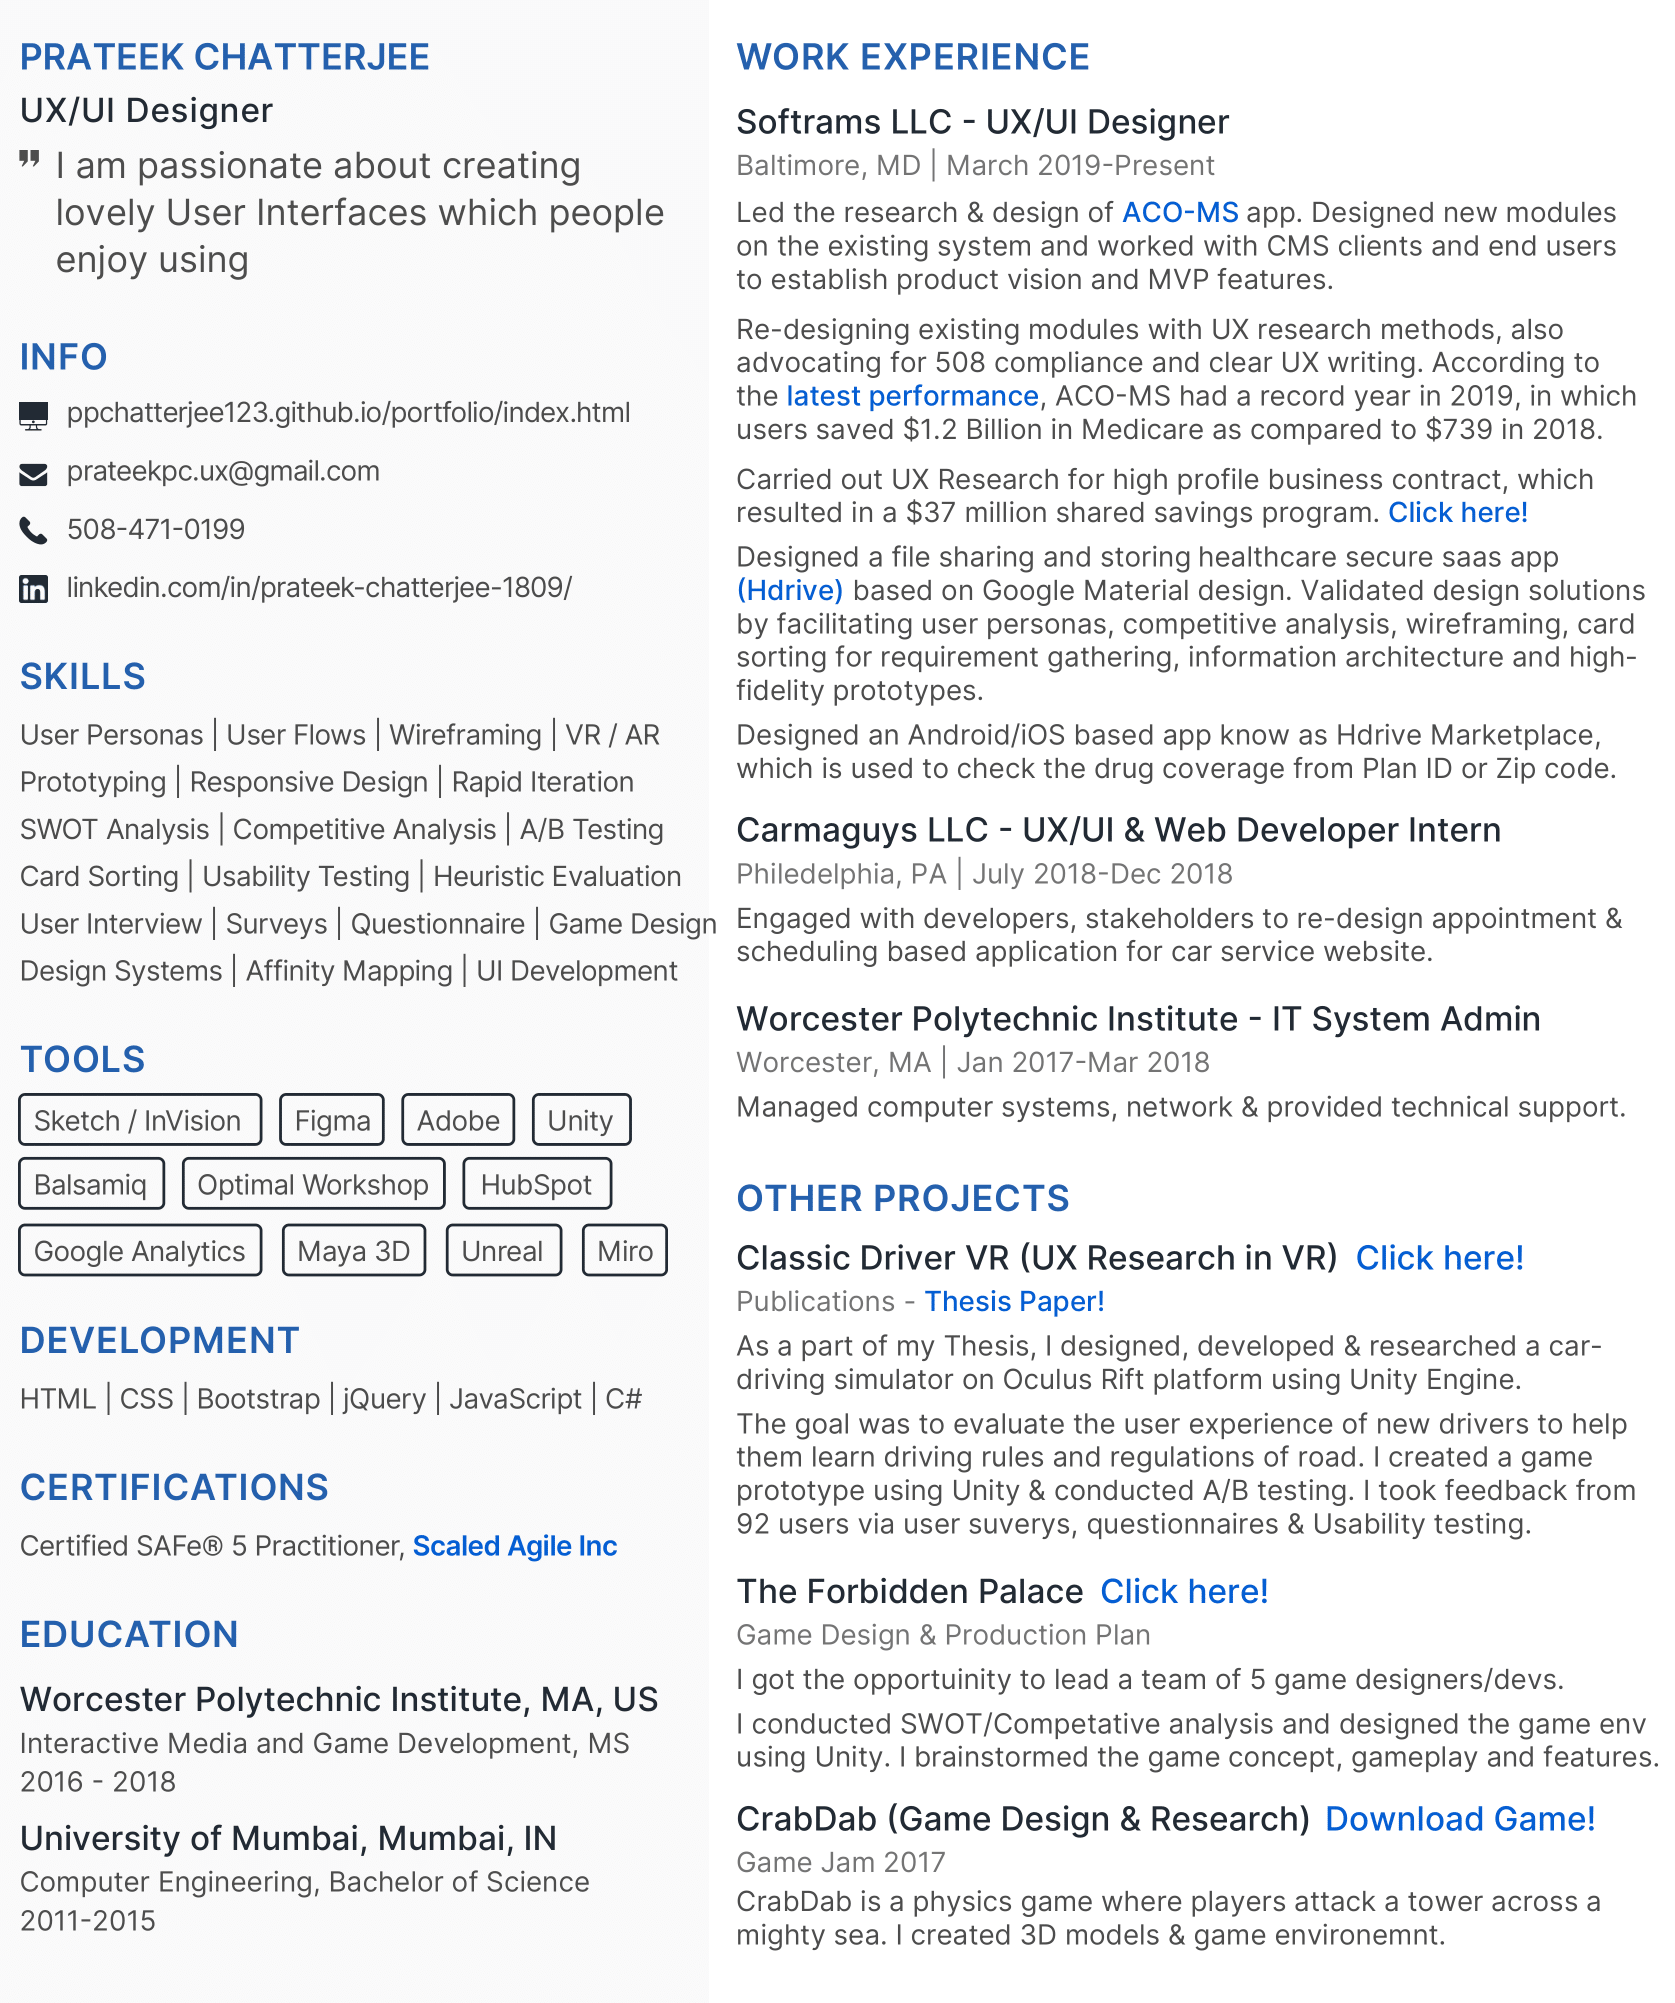 PRATEEK CHATTERJEE
UX/UI Designer
" I am passionate about creating
lovely User Interfaces which people
enjoy using
INFO
ppchatterjee123.github.io/portfolio/index.html
prateekpc.ux@gmail.com
508-471-0199
linkedin.com/in/prateek-chatterjee-1809/
SKILLS
User Personas | User Flows | Wireframing | VR / AR
Prototyping | Responsive Design | Rapid Iteration
SWOT Analysis | Competitive Analysis | A/B Testing
Card Sorting | Usability Testing | Heuristic Evaluation
User Interview | Surveys | Questionnaire | Game Design
Design Systems | Affinity Mapping | UI Development
TOOLS
Sketch / InVision Figma Adobe Unity
Balsamiq Optimal Workshop HubSpot
Google Analytics Maya 3D Unreal Miro
DEVELOPMENT
HTML | CSS | Bootstrap | jQuery | JavaScript | C#
CERTIFICATIONS
Certified SAFe® 5 Practitioner, Scaled Agile Inc
EDUCATION
Worcester Polytechnic Institute, MA, US
Interactive Media and Game Development, MS
2016 - 2018
University of Mumbai, Mumbai, IN
Computer Engineering, Bachelor of Science
2011-2015
WORK EXPERIENCE
Softrams LLC - UX/UI Designer
Baltimore, MD | March 2019-Present
Led the research & design of ACO-MS app. Designed new modules
on the existing system and worked with CMS clients and end users
to establish product vision and MVP features.
Re-designing existing modules with UX research methods, also
advocating for 508 compliance and clear UX writing. According to
the latest performance, ACO-MS had a record year in 2019, in which
users saved $1.2 Billion in Medicare as compared to $739 in 2018.
Carried out UX Research for high profile business contract, which
resulted in a $37 million shared savings program. Click here!
Designed a file sharing and storing healthcare secure saas app
(Hdrive) based on Google Material design. Validated design solutions
by facilitating user personas, competitive analysis, wireframing, card
sorting for requirement gathering, information architecture and high-
fidelity prototypes.
Designed an Android/iOS based app know as Hdrive Marketplace,
which is used to check the drug coverage from Plan ID or Zip code.
Carmaguys LLC - UX/UI & Web Developer Intern
Philedelphia, PA | July 2018-Dec 2018
Engaged with developers, stakeholders to re-design appointment &
scheduling based application for car service website.
Worcester Polytechnic Institute - IT System Admin
Worcester, MA | Jan 2017-Mar 2018
Managed computer systems, network & provided technical support.
OTHER PROJECTS
Classic Driver VR (UX Research in VR) Click here!
Publications - Thesis Paper!
As a part of my Thesis, I designed, developed & researched a car-
driving simulator on Oculus Rift platform using Unity Engine.
The goal was to evaluate the user experience of new drivers to help
them learn driving rules and regulations of road. I created a game
prototype using Unity & conducted A/B testing. I took feedback from
92 users via user suverys, questionnaires & Usability testing.
The Forbidden Palace Click here!
Game Design & Production Plan
I got the opportuinity to lead a team of 5 game designers/devs.
I conducted SWOT/Competative analysis and designed the game env
using Unity. I brainstormed the game concept, gameplay and features.
CrabDab (Game Design & Research) Download Game!
Game Jam 2017
CrabDab is a physics game where players attack a tower across a
mighty sea. I created 3D models & game environemnt.